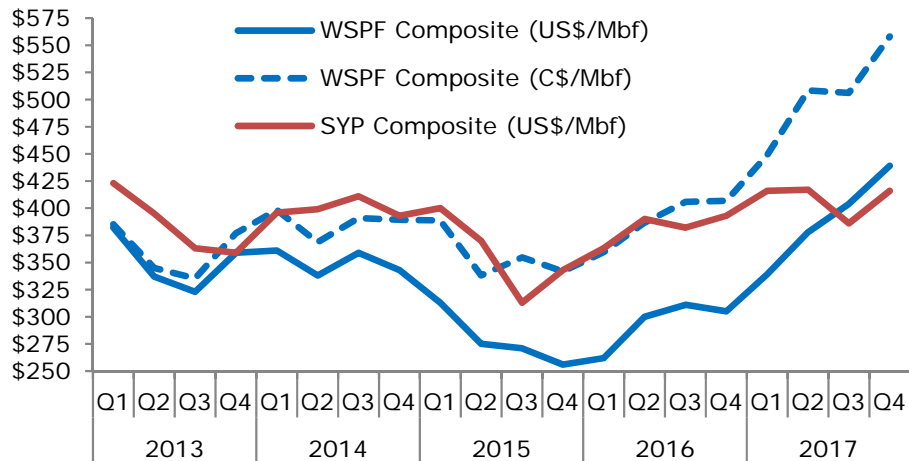 $575
$550
$525
$500
$475
$450
$425
$400
$375
$350
$325
$300
$275
$250
WSPF Composite (US$/Mbf)
WSPF Composite (C$/Mbf)
SYP Composite (US$/Mbf)
Q1 Q2 Q3 Q4 Q1 Q2 Q3 Q4 Q1 Q2 Q3 Q4 Q1 Q2 Q3 Q4 Q1 Q2 Q3 Q4
2013 2014 2015 2016 2017